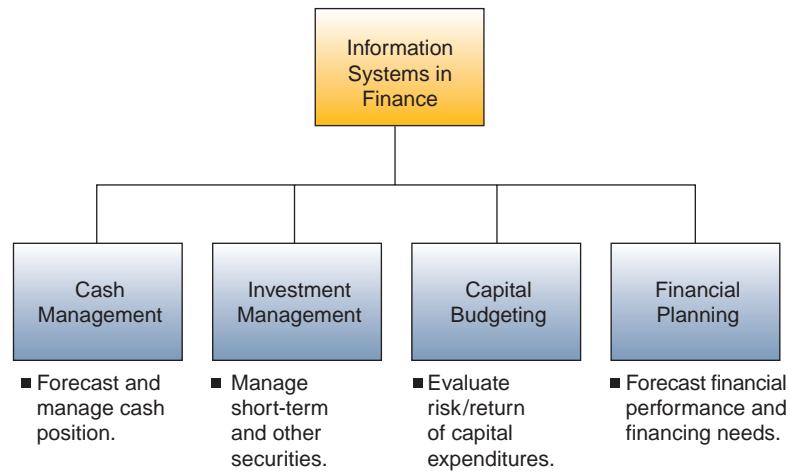 Information
Systems in
Finance
Cash
Management
Investment
Management
Capital
Budgeting
Financial
Planning
■ Forecast and
manage cash
position.
■ Manage
short-term
and other
securities.
■ Evaluate
risk/return
of capital
expenditures.
■ Forecast financial
performance and
financing needs.